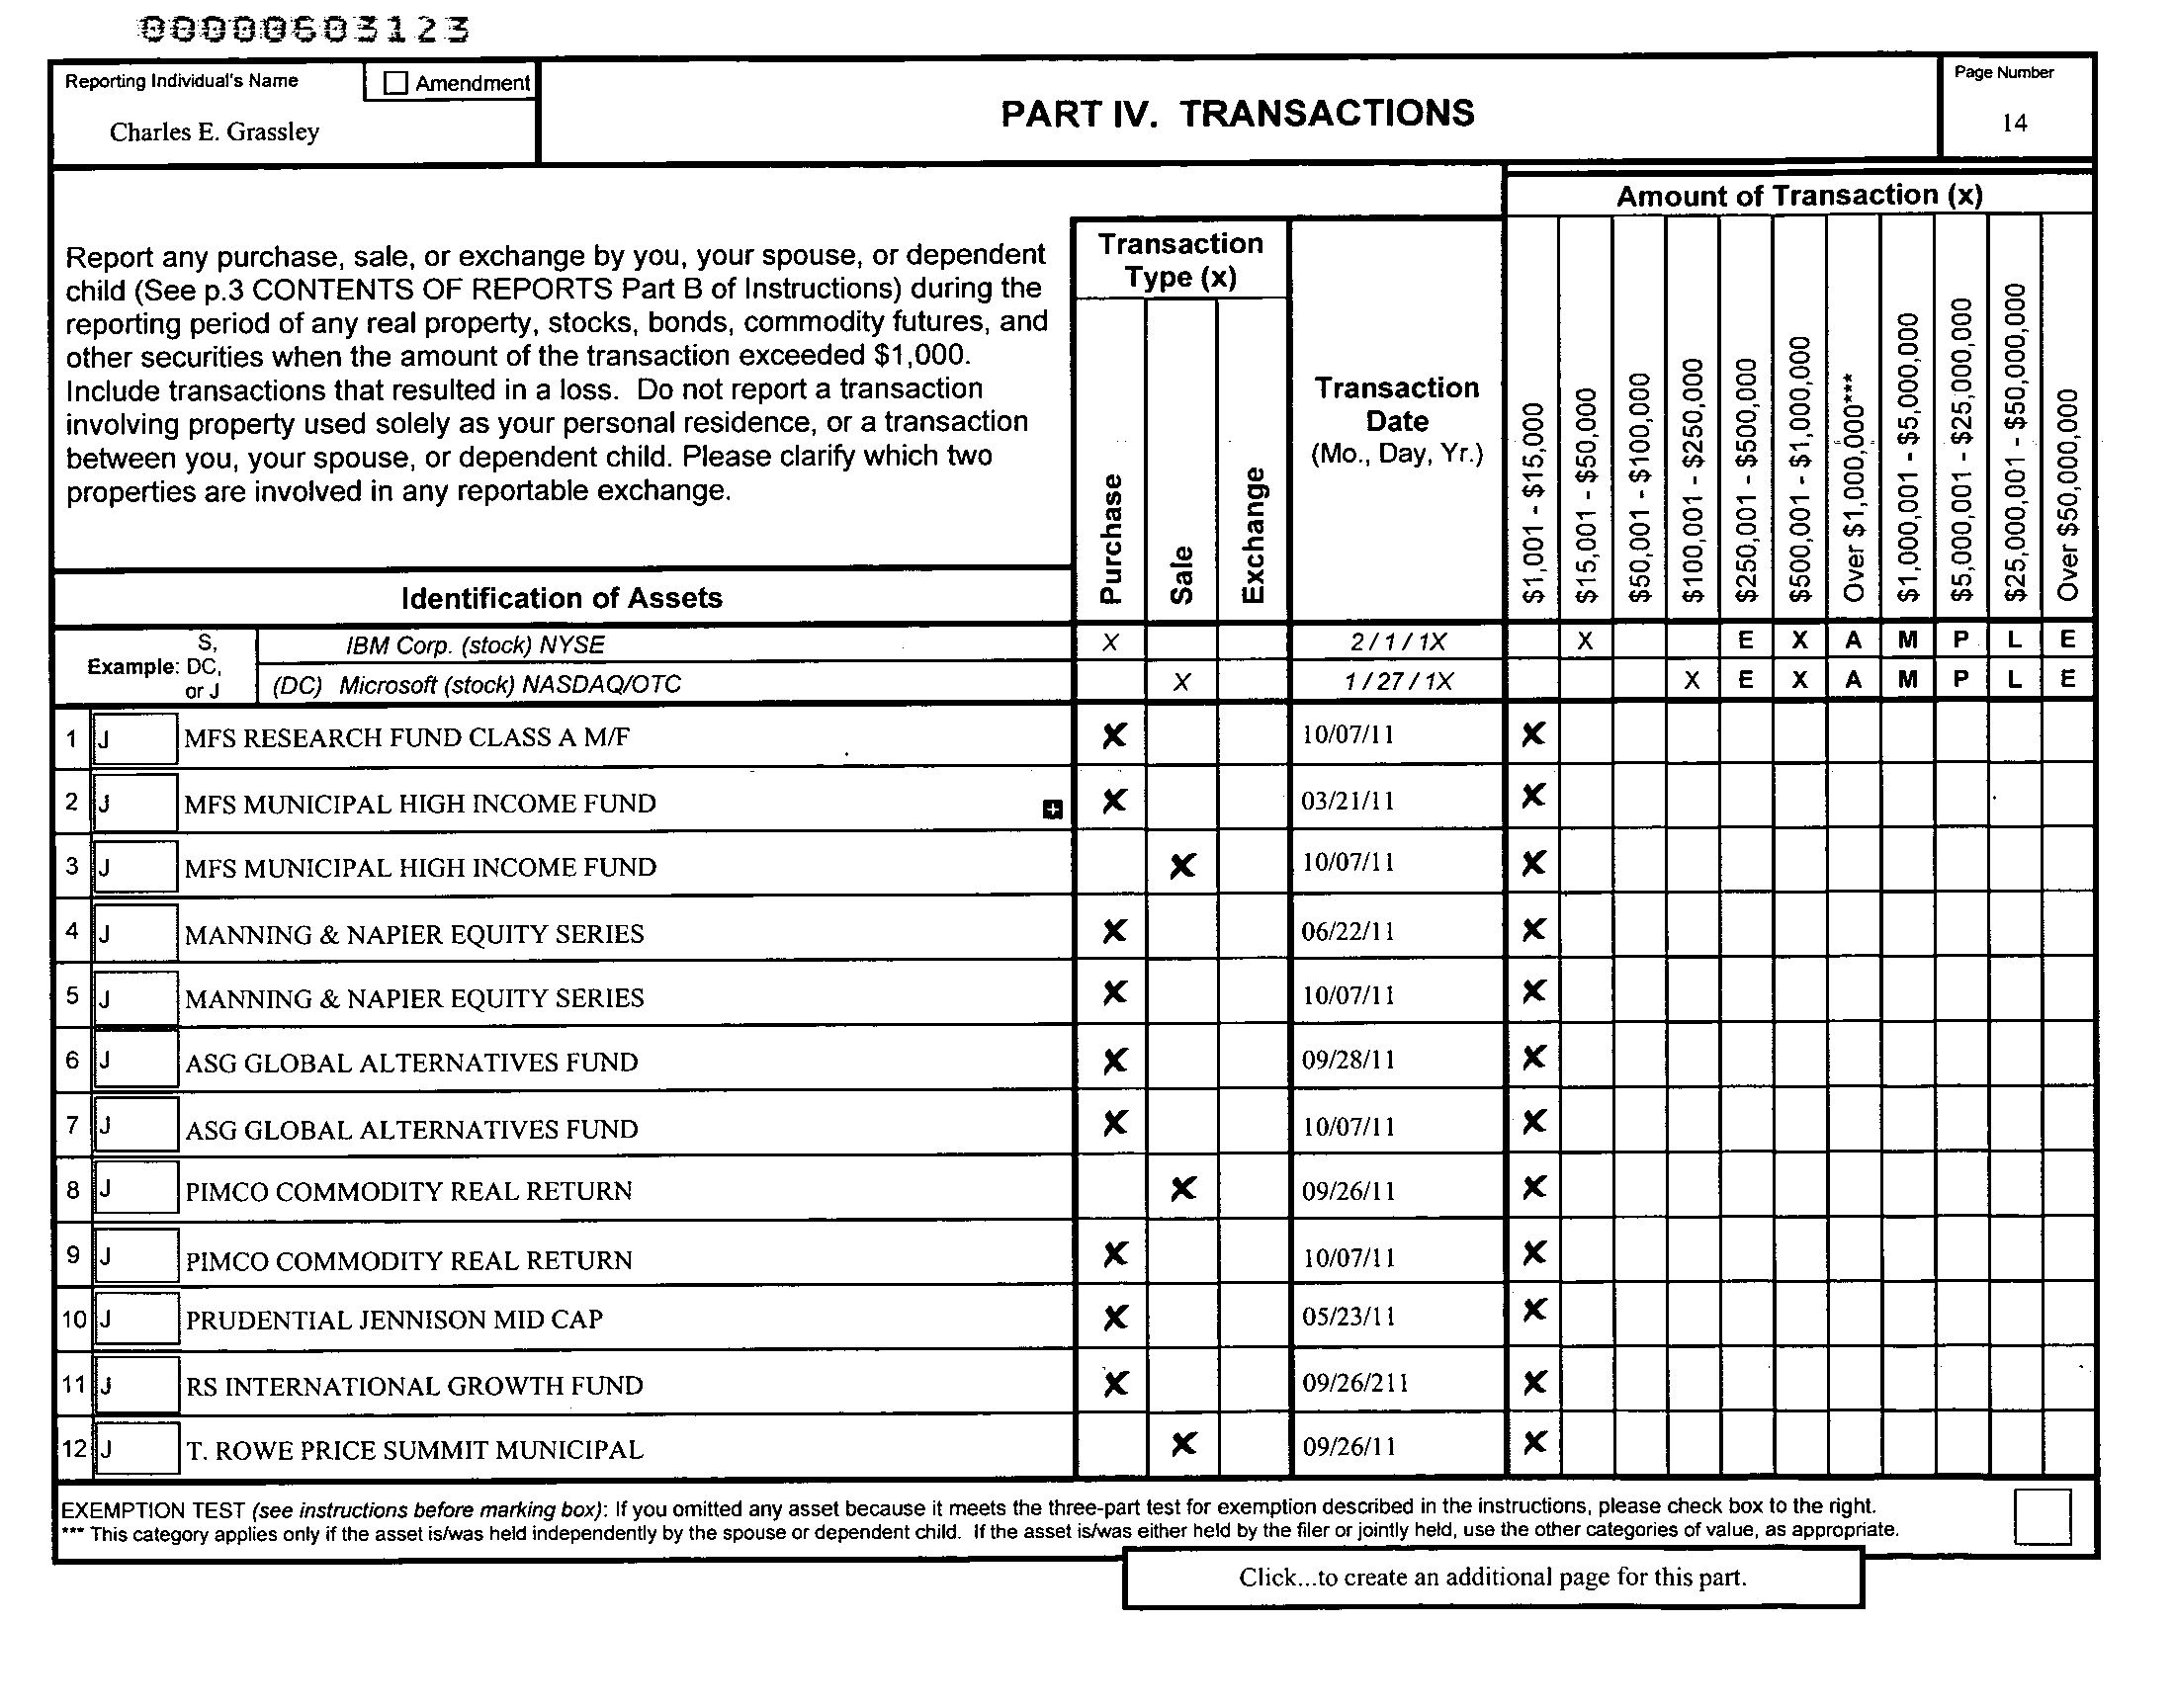 00000603123
Reporting Individual's Name
Amendment
Charles E. Grassley
PART IV. TRANSACTIONS
Page Number
14
Report any purchase, sale, or exchange by you, your spouse, or dependent
child (See p.3 CONTENTS OF REPORTS Part B of Instructions) during the
reporting period of any real property, stocks, bonds, commodity futures, and
other securities when the amount of the transaction exceeded $1,000.
Include transactions that resulted in a loss. Do not report a transaction
involving property used solely as your personal residence, or a transaction
between you, your spouse, or dependent child. Please clarify which two
properties are involved in any reportable exchange.
Identification of Assets
Transaction
Type (x)
Purchase
Sale
Exchange
Transaction
Date
(Mo., Day, Yr.)
Amount of Transaction (x)
$1,001 - $15,000
$15,001 - $50,000
$50,001 - $100,000
$100,001 - $250,000
$250,001 - $500,000
$500,001 - $1,000,000
Over $1,000,000***
$1,000,001 - $5,000,000
$5,000,001 - $25,000,000
$25,000,001 - $50,000,000
Over $50,000,000
Example: S, DC, or J
IBM Corp. (stock) NYSE X 2 / 1 / 1X X E X A M P L E
(DC) Microsoft (stock) NASDAQ/OTC X 1 / 27 / 1X X E X A M P L E
1 J MFS RESEARCH FUND CLASS A M/F X 10/07/11 X
2 J MFS MUNICIPAL HIGH INCOME FUND + X 03/21/11 X
3 J MFS MUNICIPAL HIGH INCOME FUND X 10/07/11 X
4 J MANNING & NAPIER EQUITY SERIES X 06/22/11 X
5 J MANNING & NAPIER EQUITY SERIES X 10/07/11 X
6 J ASG GLOBAL ALTERNATIVES FUND X 09/28/11 X
7 J ASG GLOBAL ALTERNATIVES FUND X 10/07/11 X
8 J PIMCO COMMODITY REAL RETURN X 09/26/11 X
9 J PIMCO COMMODITY REAL RETURN X 10/07/11 X
10 J PRUDENTIAL JENNISON MID CAP X 05/23/11 X
11 J RS INTERNATIONAL GROWTH FUND X 09/26/211 X
12 J T. ROWE PRICE SUMMIT MUNICIPAL X 09/26/11 X
EXEMPTION TEST (see instructions before marking box): If you omitted any asset because it meets the three-part test for exemption described in the instructions, please check box to the right.
*** This category applies only if the asset is/was held independently by the spouse or dependent child. If the asset is/was either held by the filer or jointly held, use the other categories of value, as appropriate.
Click...to create an additional page for this part.